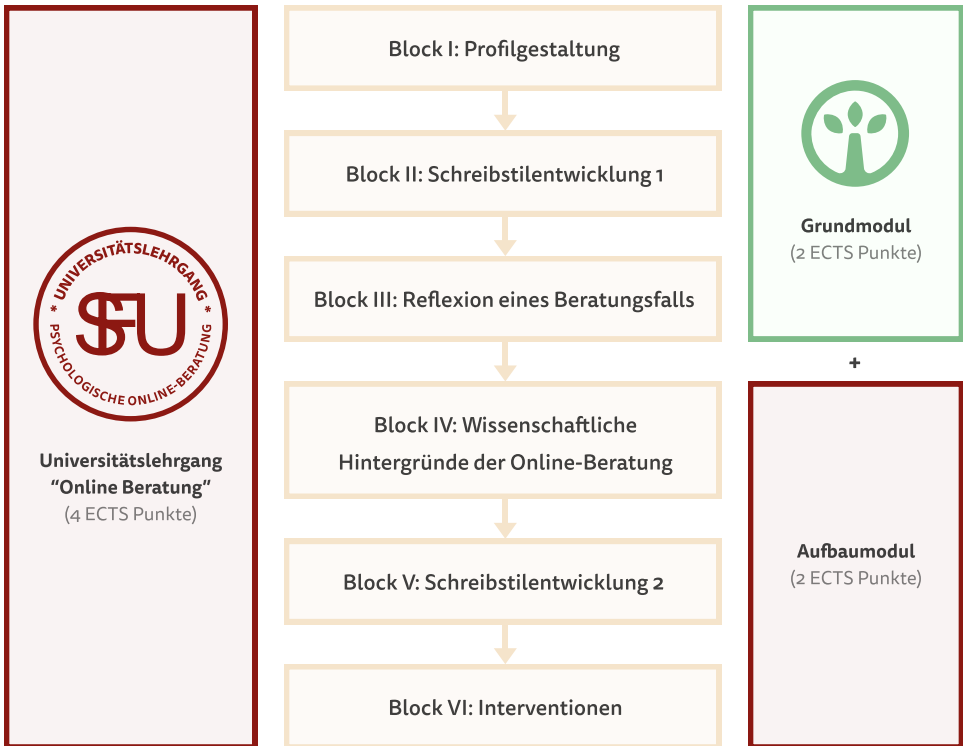 * UNIVERSITÄTSLEHRGANG *
SFU
PSYCHOLOGISCHE ONLINE-BERATUNG
Universitätslehrgang
“Online Beratung”
(4 ECTS Punkte)
Block I: Profilgestaltung
Block II: Schreibstilentwicklung 1
Block III: Reflexion eines Beratungsfalls
Block IV: Wissenschaftliche
Hintergründe der Online-Beratung
Block V: Schreibstilentwicklung 2
Block VI: Interventionen
Grundmodul
(2 ECTS Punkte)
+
Aufbaumodul
(2 ECTS Punkte)